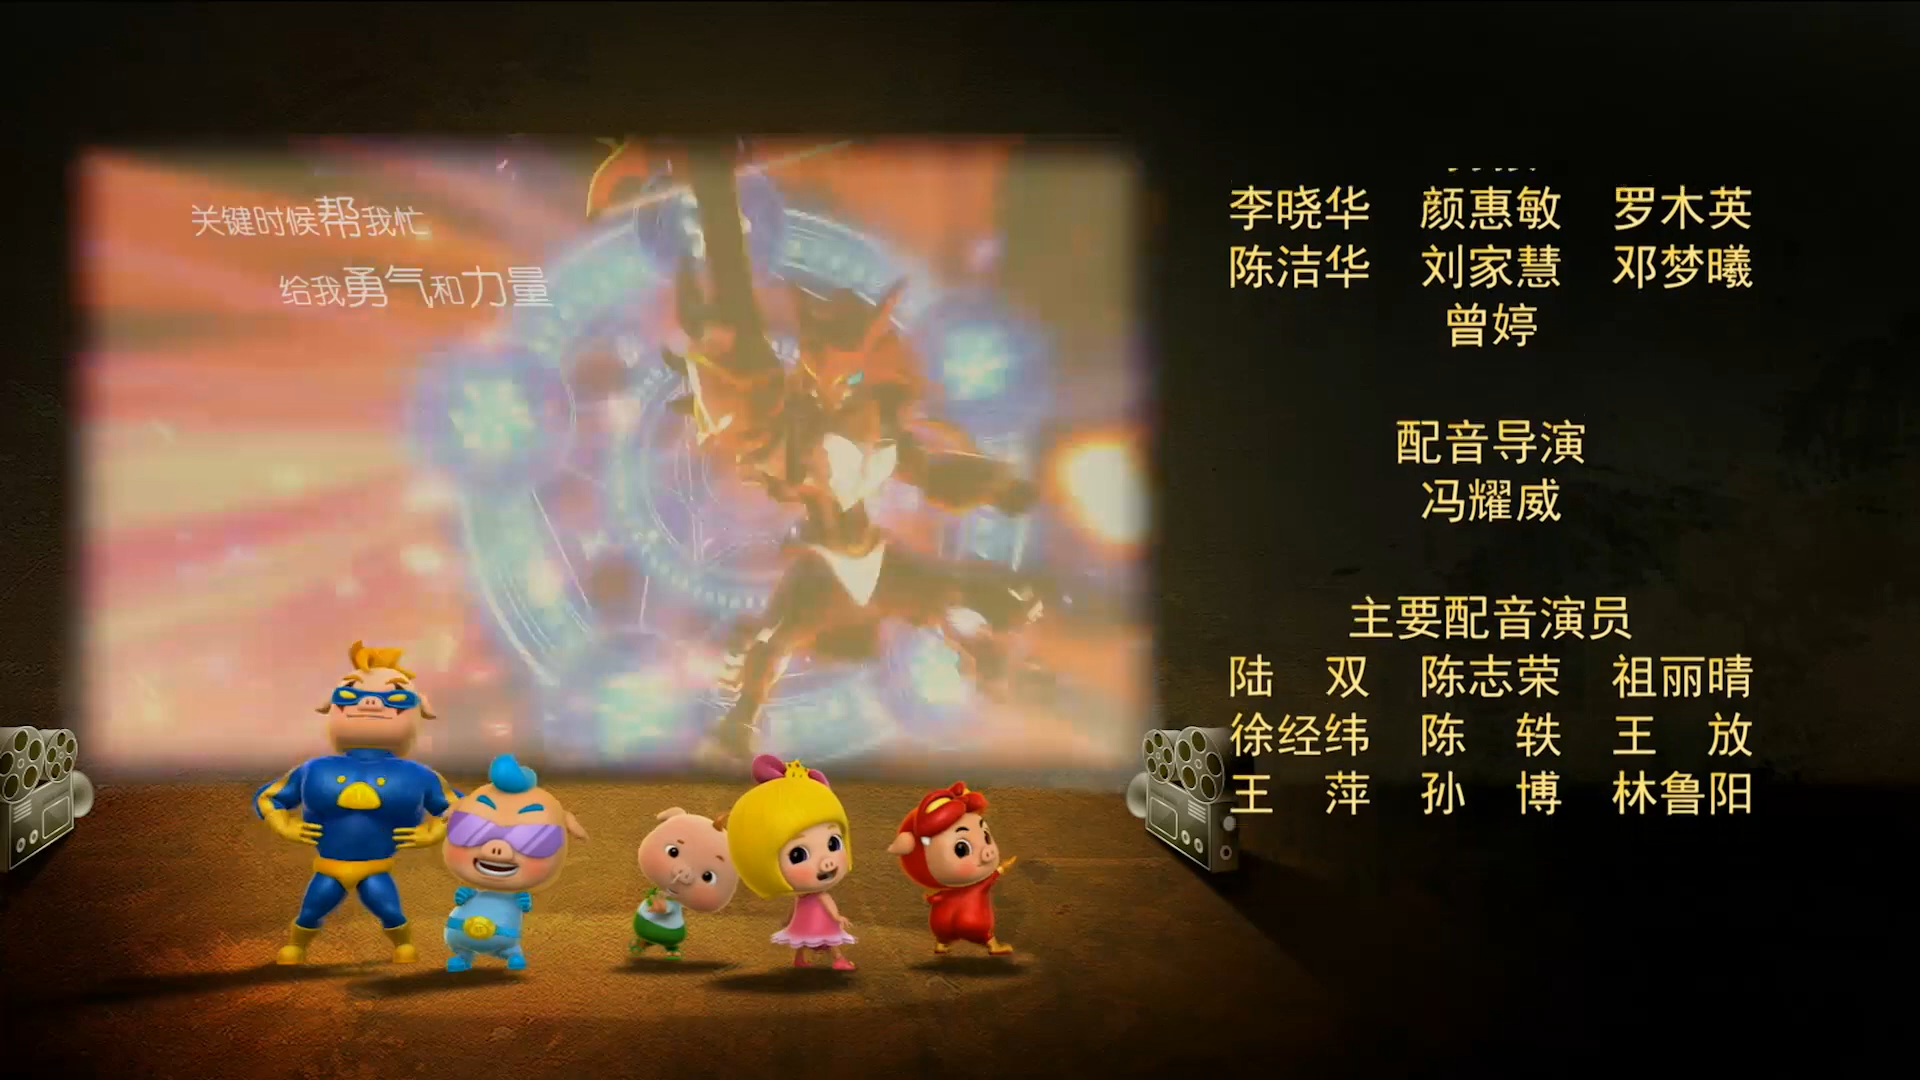 关键时候帮我忙
给我勇气和力量
李晓华 颜惠敏 罗木英
陈洁华 刘家慧 邓梦曦
曾婷
配音导演
冯耀威
主要配音演员
陆 双 陈志荣 祖丽晴
徐经纬 陈 轶 王 放
王 萍 孙 博 林鲁阳